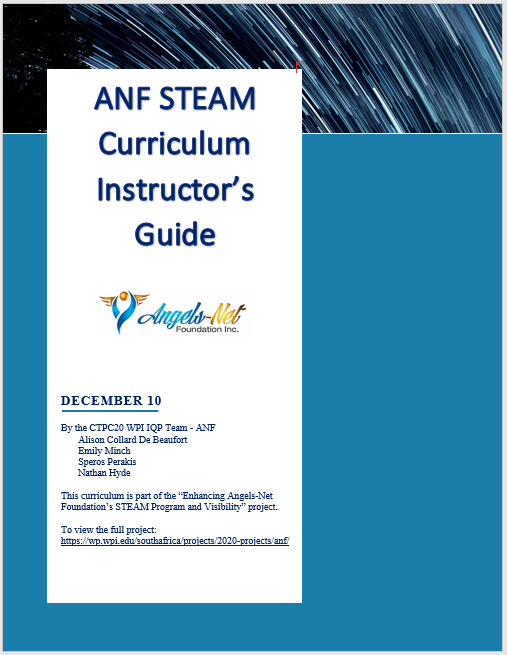 ANF STEAM
Curriculum
Instructor’s
Guide
Angels-Net
Foundation Inc.
DECEMBER 10
By the CTPC20 WPI IQP Team - ANF
Alison Collard De Beaufort
Emily Minch
Speros Perakis
Nathan Hyde
This curriculum is part of the “Enhancing Angels-Net
Foundation’s STEAM Program and Visibility” project.
To view the full project:
https://wp.wpi.edu/southafrica/projects/2020-projects/anf/